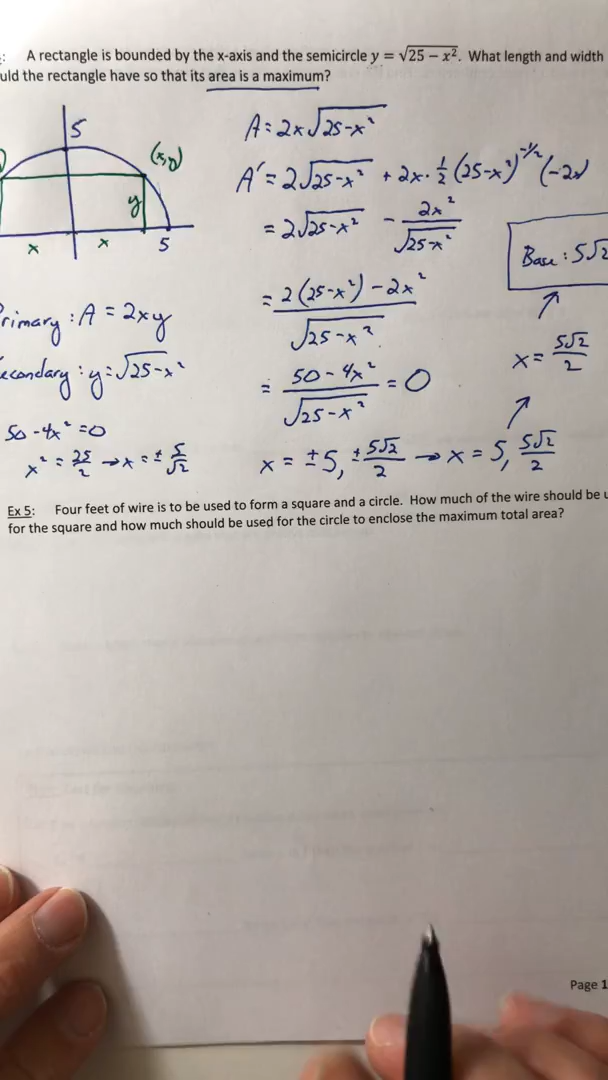 : A rectangle is bounded by the x-axis and the semicircle y = √25 − x². What length and width
uld the rectangle have so that its area is a maximum?
5
(x,y)
y
x x 5
A = 2x√25-x²
A' = 2√25-x² + 2x · 1/2 (25-x²)^-1/2 (-2x)
= 2√25-x² - 2x²/√25-x²
= 2(25-x²) - 2x²/√25-x²
= 50 - 4x²/√25-x² = 0
x = ±5, ±5√2/2 → x = 5, 5√2/2
x = 5√2/2
Base: 5√2
rimary: A = 2xy
econdary: y = √25-x²
50 - 4x² = 0
x² = 25/2 → x = ± 5/√2
Ex 5: Four feet of wire is to be used to form a square and a circle. How much of the wire should be u
for the square and how much should be used for the circle to enclose the maximum total area?
Page 1